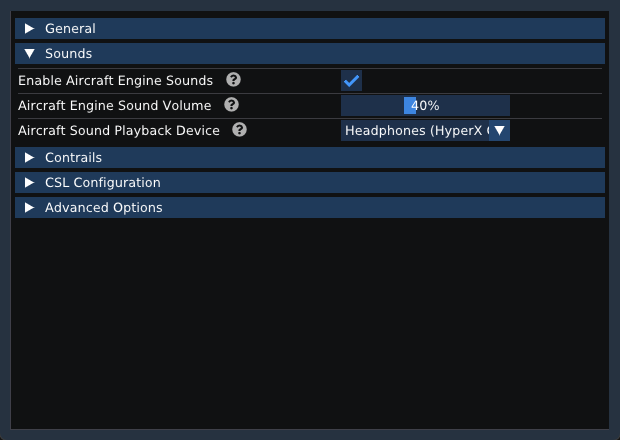 General
Sounds
Enable Aircraft Engine Sounds
Aircraft Engine Sound Volume 40%
Aircraft Sound Playback Device Headphones (HyperX
Contrails
CSL Configuration
Advanced Options